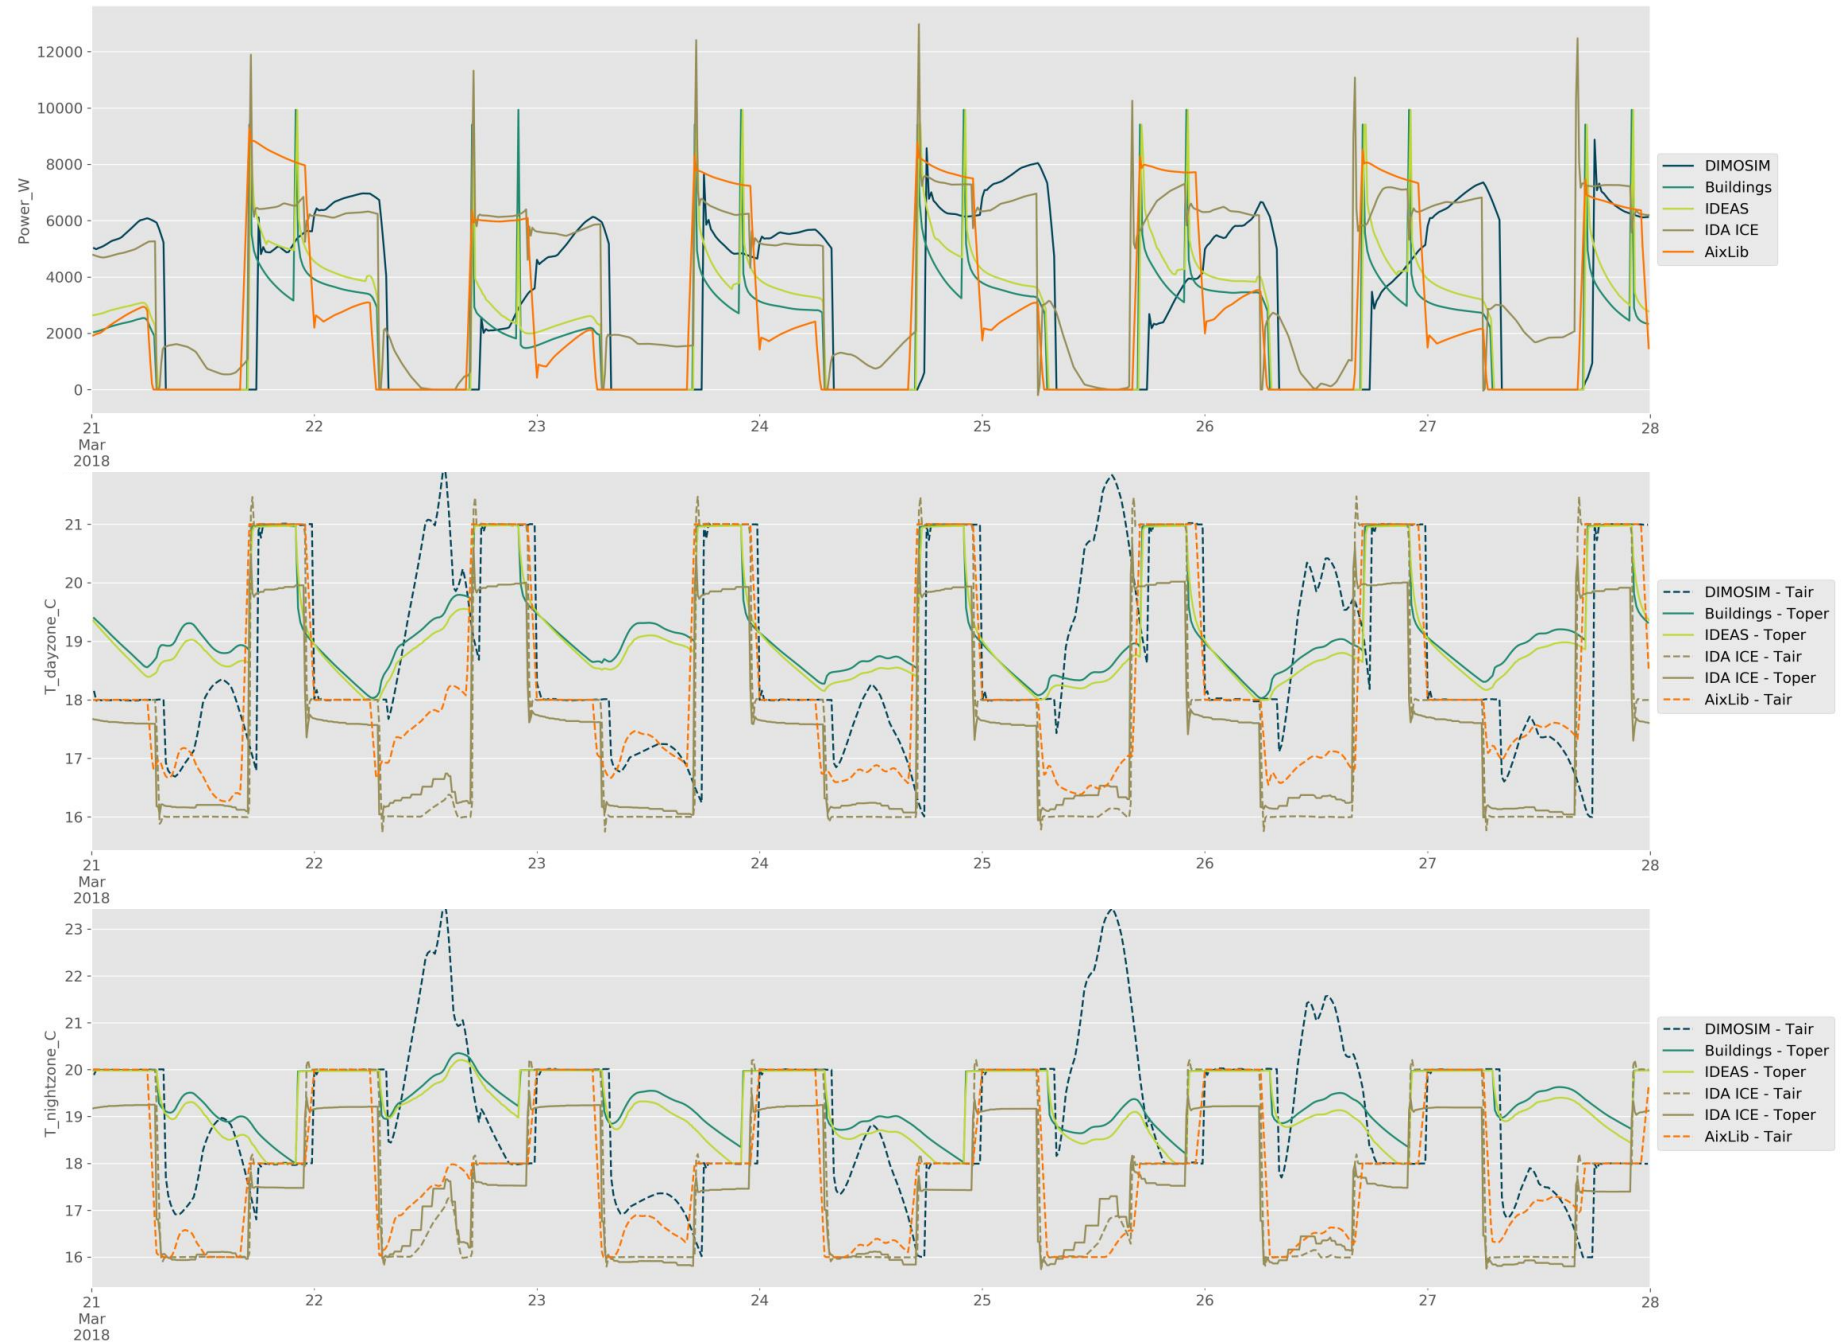 12000
10000
8000
6000
4000
2000
0
Power_W
21
22
23
24
25
26
27
28
Mar
2018
DIMOSIM
Buildings
IDEAS
IDA ICE
AixLib
21
20
19
18
17
16
T_dayzone_C
21
22
23
24
25
26
27
28
Mar
2018
DIMOSIM - Tair
Buildings - Toper
IDEAS - Toper
IDA ICE - Tair
IDA ICE - Toper
AixLib - Tair
23
22
21
20
19
18
17
16
T_nightzone_C
21
22
23
24
25
26
27
28
Mar
2018
DIMOSIM - Tair
Buildings - Toper
IDEAS - Toper
IDA ICE - Tair
IDA ICE - Toper
AixLib - Tair